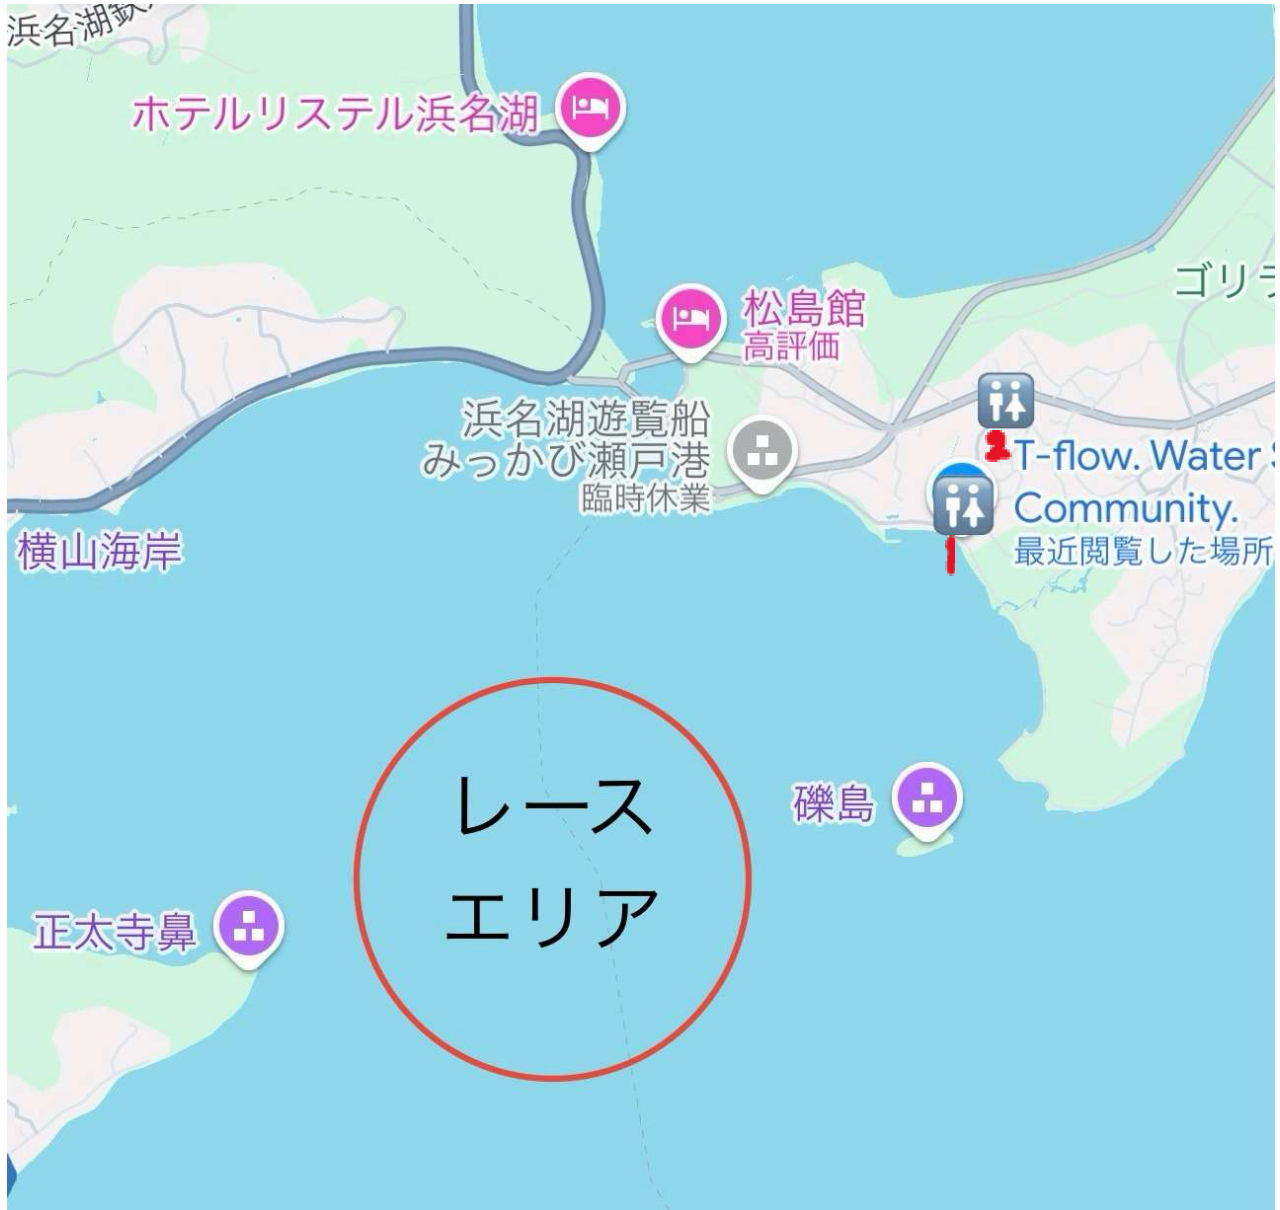 浜名湖鉄
ホテルリステル浜名湖
ゴリラ
松島館
高評価
浜名湖遊覧船
みっかび瀬戸港
臨時休業
2
T-flow. Water S
Community.
最近閲覧した場所
1
横山海岸
レース
エリア
礫島
正太寺鼻